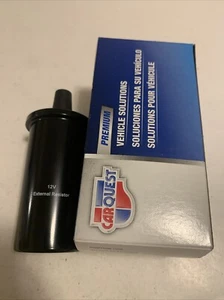 12V
External Resistor
PREMIUM
VEHICLE SOLUTIONS
SOLUCIONES PARA SU VEHÍCULO
SOLUTIONS POUR VÉHICULE
CARQUEST